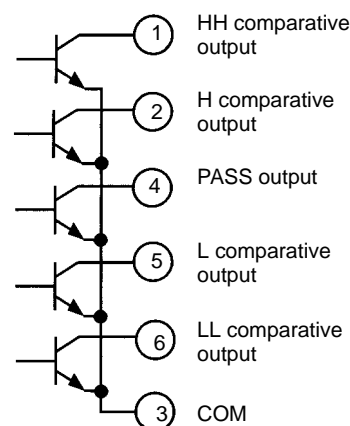 1 HH comparative
output
2 H comparative
output
4 PASS output
5 L comparative
output
6 LL comparative
output
3 COM